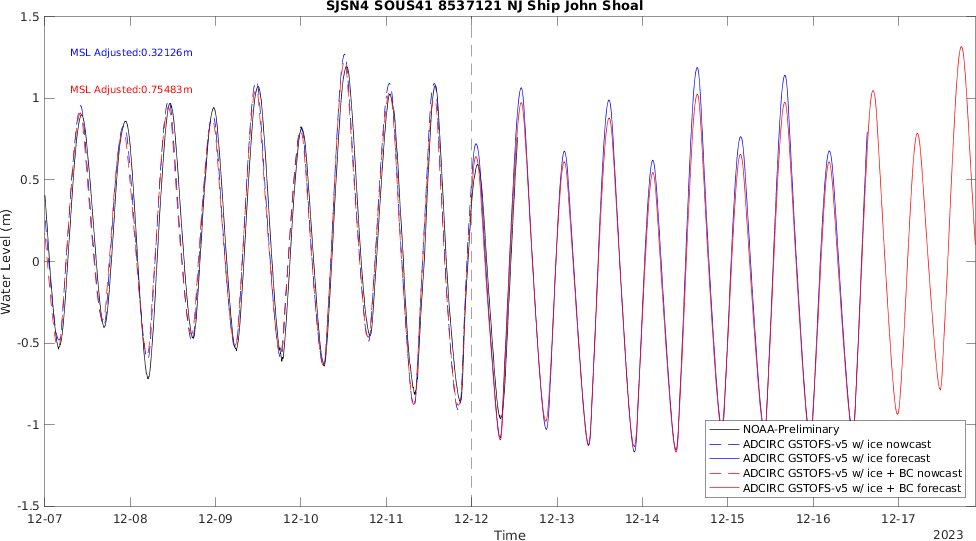 SJSN4 SOUS41 8537121 NJ Ship John Shoal
1.5
MSL Adjusted:0.32126m
MSL Adjusted:0.75483m
1
0.5
0
-0.5
-1
-1.5
Water Level (m)
NOAA-Preliminary
ADCIRC GSTOFS-v5 w/ ice nowcast
ADCIRC GSTOFS-v5 w/ ice forecast
ADCIRC GSTOFS-v5 w/ ice + BC nowcast
ADCIRC GSTOFS-v5 w/ ice + BC forecast
12-07 12-08 12-09 12-10 12-11 12-12 12-13 12-14 12-15 12-16 12-17
Time
2023